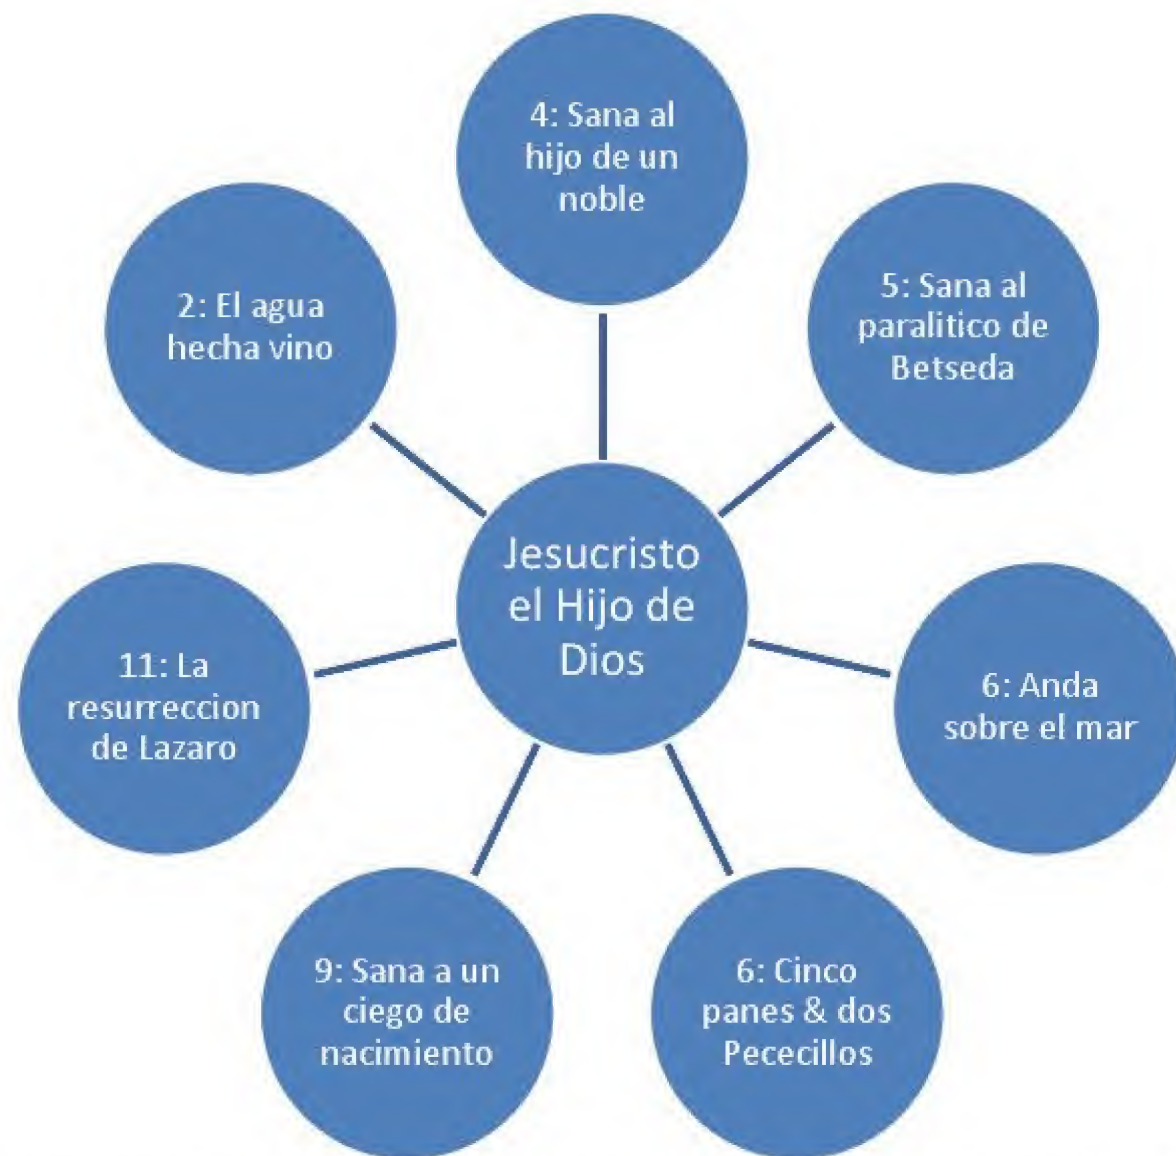 4: Sana al
hijo de un
noble
2: El agua
hecha vino
5: Sana al
paralitico de
Betseda
Jesucristo
el Hijo de
Dios
11: La
resurreccion
de Lazaro
6: Anda
sobre el mar
9: Sana a un
ciego de
nacimiento
6: Cinco
panes & dos
Pececillos